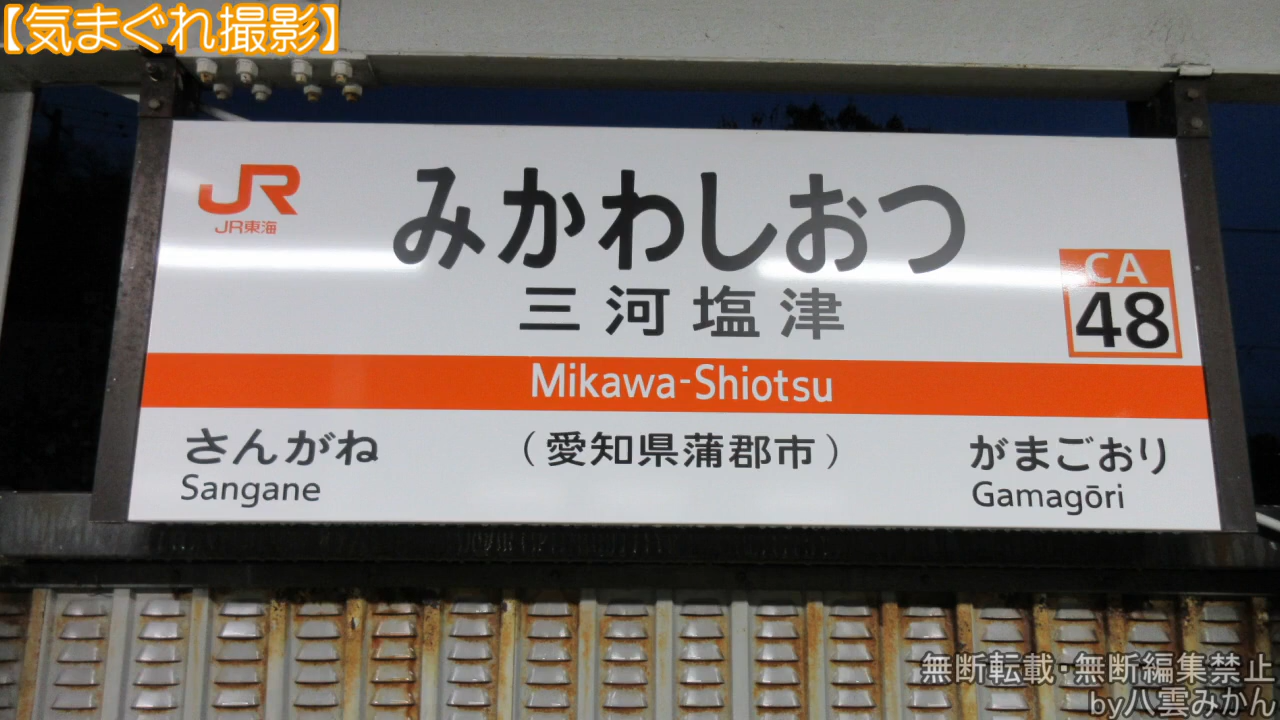 【気まぐれ撮影】
JR
JR東海
みかわしおつ
三河塩津
CA
48
Mikawa-Shiotsu
さんがね
Sangane
（愛知県蒲郡市）
がまごおり
Gamagōri
無断転載・無断編集禁止
by八雲みかん